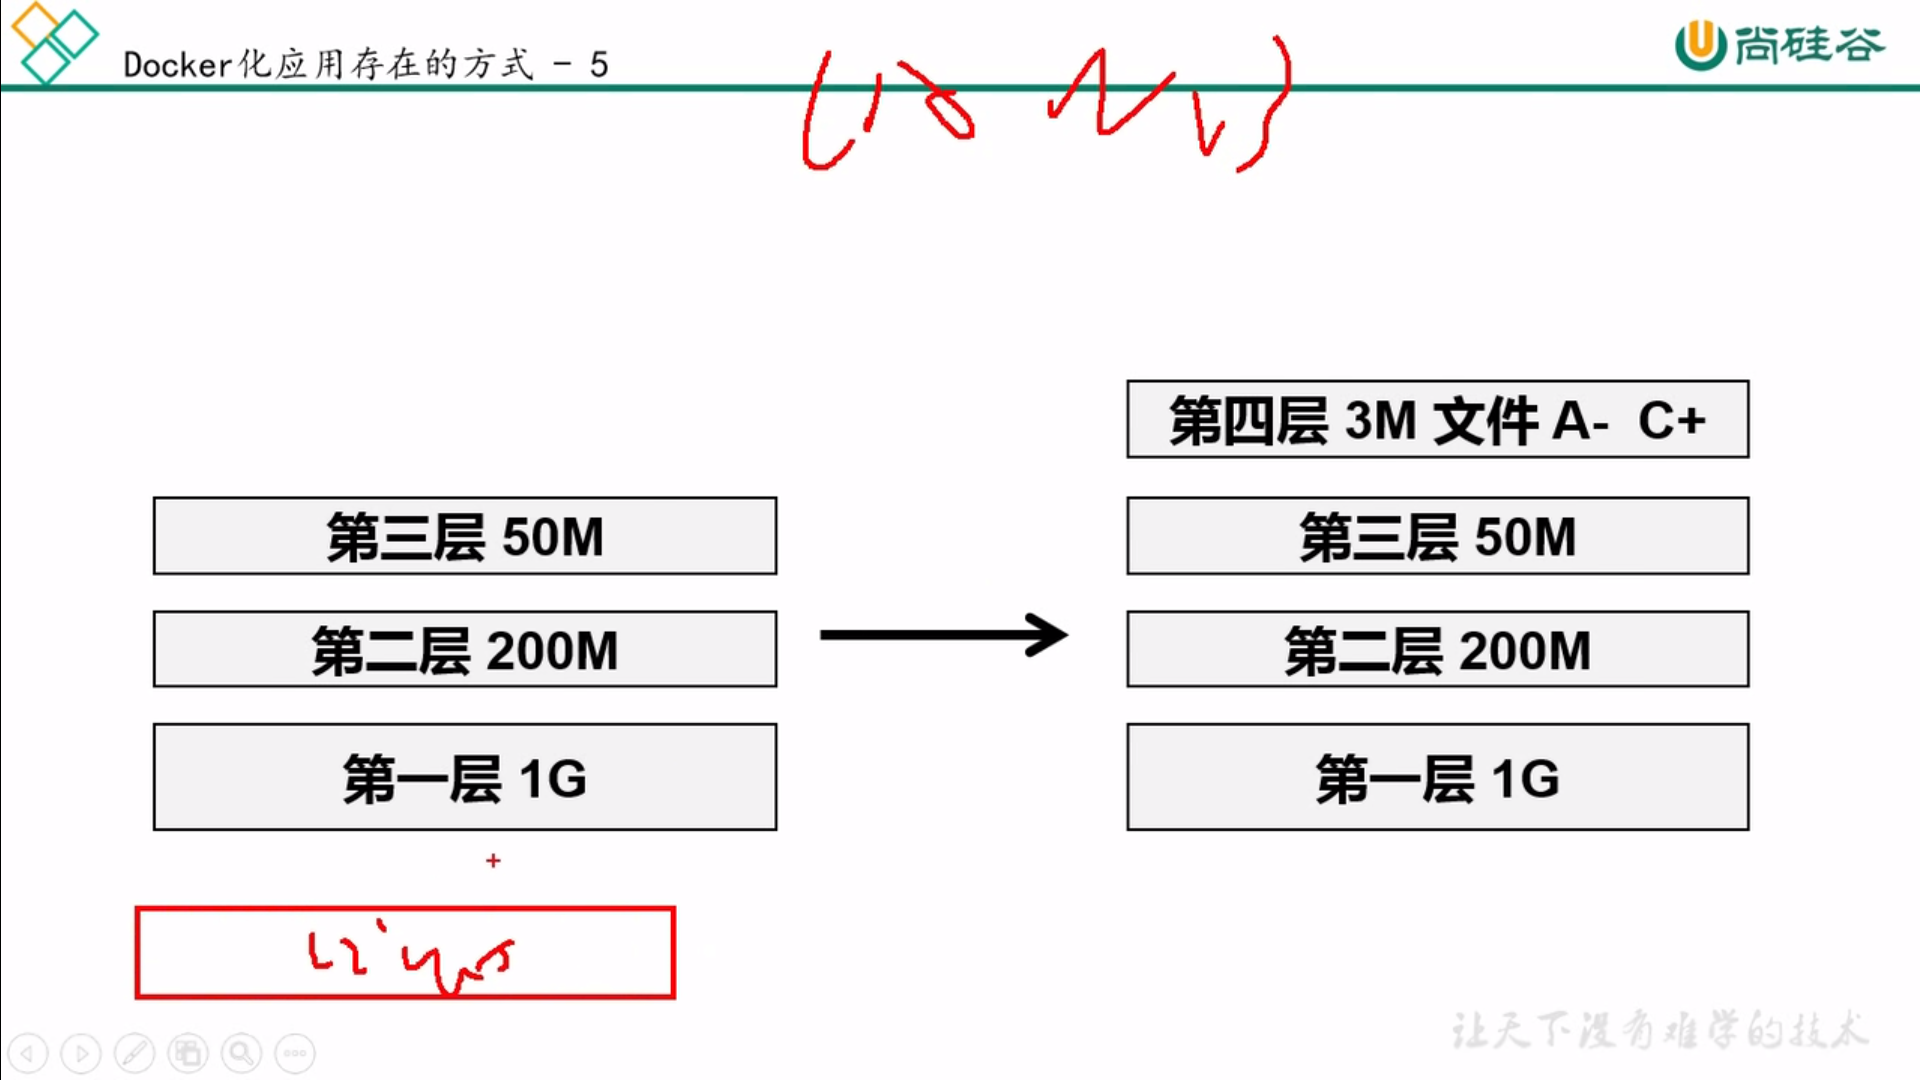 Docker化应用存在的方式 - 5
尚硅谷
第四层 3M 文件 A- C+
第三层 50M
第三层 50M
第二层 200M
第二层 200M
第一层 1G
第一层 1G
让天下没有难学的技术